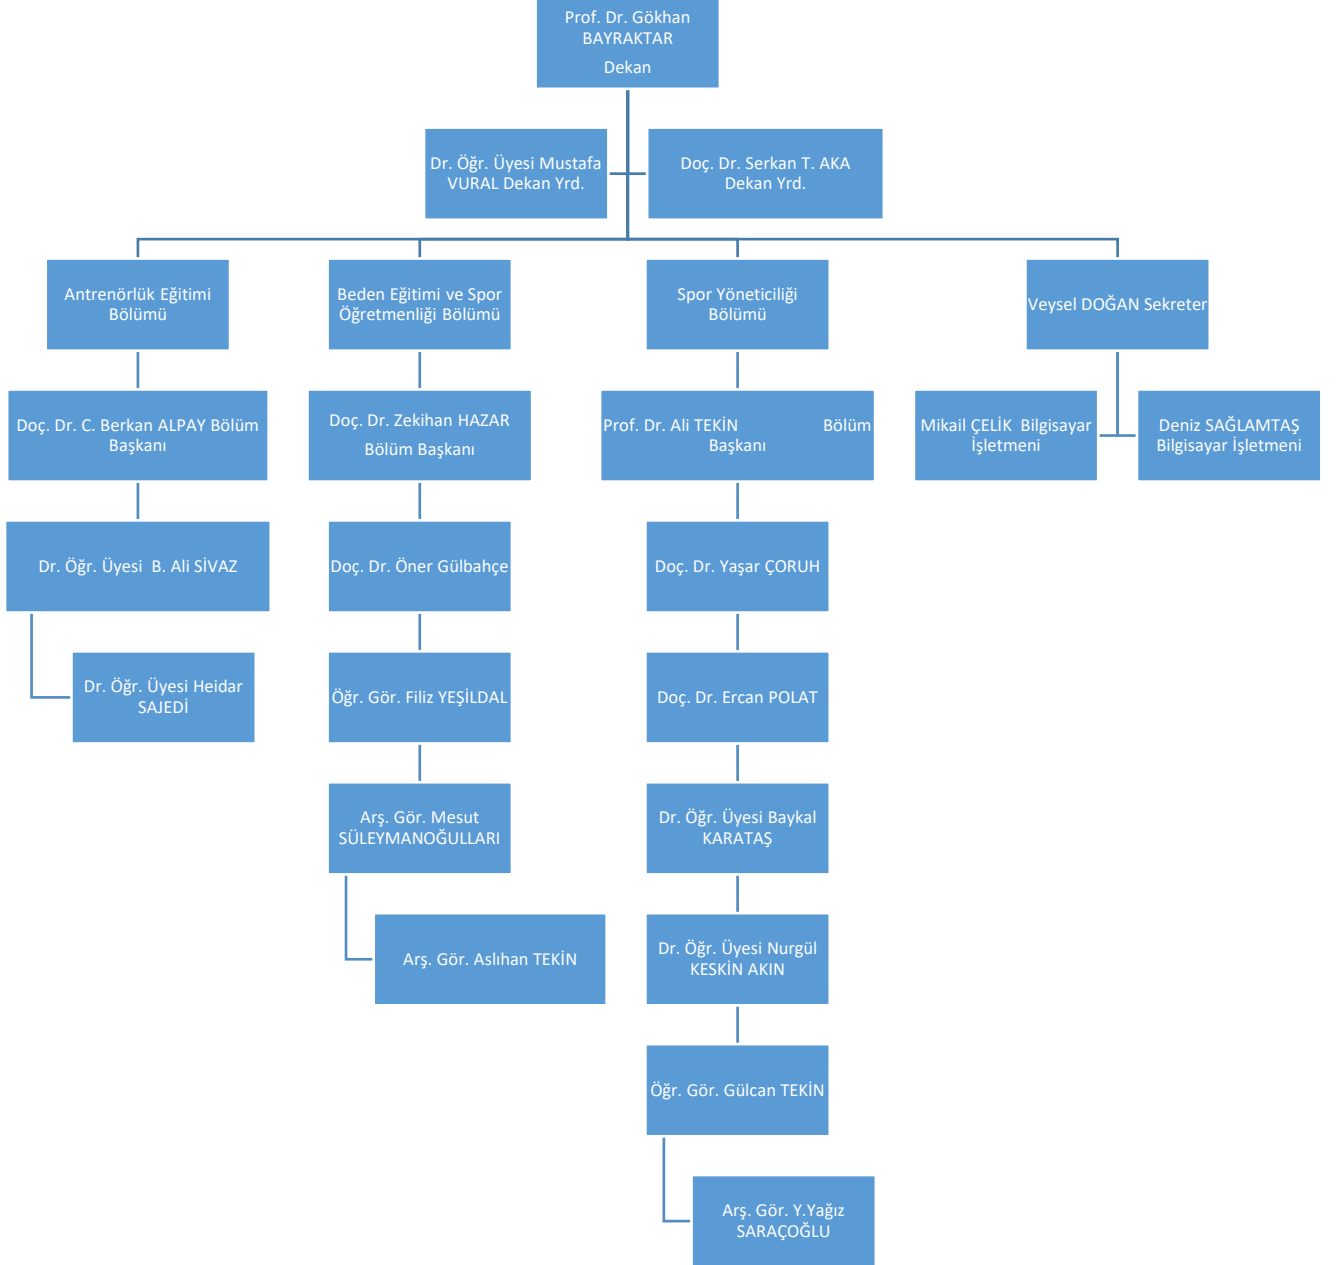 Prof. Dr. Gökhan
BAYRAKTAR
Dekan
Dr. Öğr. Üyesi Mustafa
VURAL Dekan Yrd.
Doç. Dr. Serkan T. AKA
Dekan Yrd.
Antrenörlük Eğitimi
Bölümü
Beden Eğitimi ve Spor
Öğretmenliği Bölümü
Spor Yöneticiliği
Bölümü
Veysel DOĞAN Sekreter
Doç. Dr. C. Berkan ALPAY Bölüm
Başkanı
Doç. Dr. Zekihan HAZAR
Bölüm Başkanı
Prof. Dr. Ali TEKİN Bölüm
Başkanı
Mikail ÇELİK Bilgisayar
İşletmeni
Deniz SAĞLAMTAŞ
Bilgisayar İşletmeni
Dr. Öğr. Üyesi B. Ali SİVAZ
Doç. Dr. Öner Gülbahçe
Doç. Dr. Yaşar ÇORUH
Dr. Öğr. Üyesi Heidar
SAJEDİ
Öğr. Gör. Filiz YEŞİLDAL
Doç. Dr. Ercan POLAT
Arş. Gör. Mesut
SÜLEYMANOĞULLARI
Dr. Öğr. Üyesi Baykal
KARATAŞ
Arş. Gör. Aslıhan TEKİN
Dr. Öğr. Üyesi Nurgül
KESKİN AKIN
Öğr. Gör. Gülcan TEKİN
Arş. Gör. Y.Yağız
SARAÇOĞLU